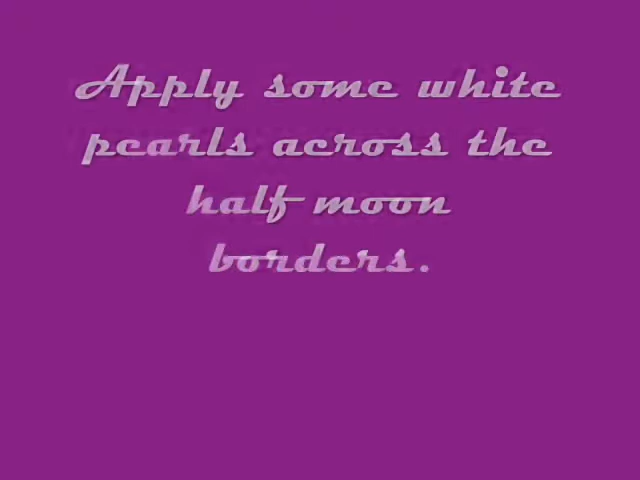 Apply some white
pearls across the
half moon
borders.